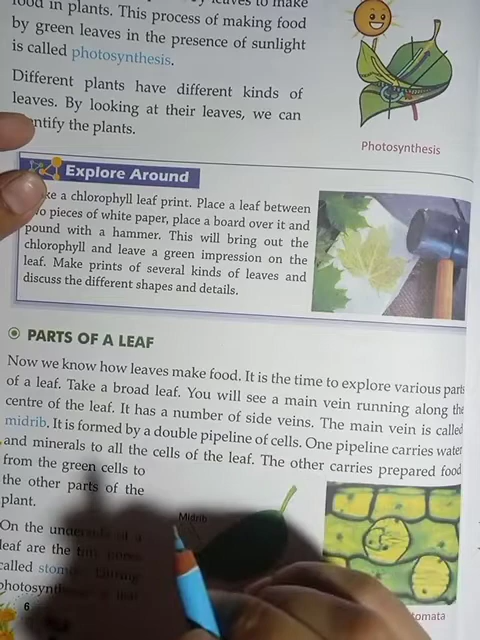 food in plants. This process of making food
by green leaves in the presence of sunlight
is called photosynthesis.
Photosynthesis
Different plants have different kinds of
leaves. By looking at their leaves, we can
the plants.
Explore Around
a chlorophyll leaf print. Place a leaf between
pieces of white paper, place a board over it and
pound with a hammer. This will bring out the
chlorophyll and leave a green impression on the
leaf. Make prints of several kinds of leaves and
discuss the different shapes and details.
PARTS OF A LEAF
Now we know how leaves make food. It is the time to explore various parts
of a leaf. Take a broad leaf. You will see a main vein running along the
centre of the leaf. It has a number of side veins. The main vein is called
midrib. It is formed by a double pipeline of cells. One pipeline carries water
and minerals to all the cells of the leaf. The other carries prepared food
from the green cells to
the other parts of the
plant.
Midrib
On the of a
leaf are the
called
6